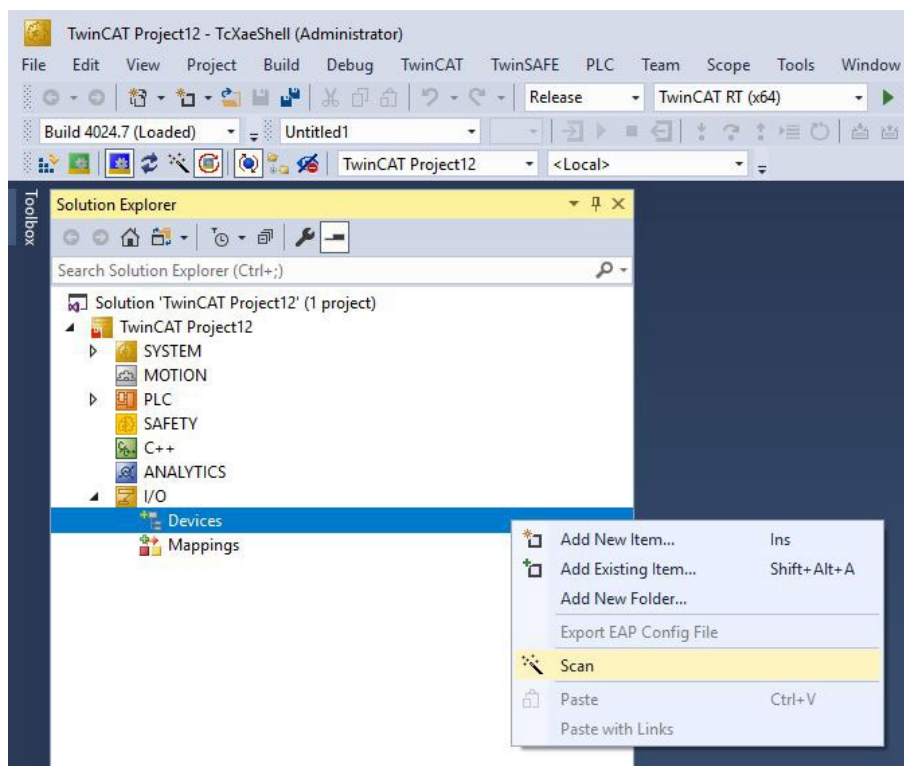 TwinCAT Project12 - TcXaeShell (Administrator)
File Edit View Project Build Debug TwinCAT TwinSAFE PLC Team Scope Tools Window
Release TwinCAT RT (x64)
Build 4024.7 (Loaded) Untitled1
TwinCAT Project12 <Local>
Toolbox
Solution Explorer
Search Solution Explorer (Ctrl+;)
Solution 'TwinCAT Project12' (1 project)
TwinCAT Project12
SYSTEM
MOTION
PLC
SAFETY
C++
ANALYTICS
I/O
Devices
Mappings
Add New Item... Ins
Add Existing Item... Shift+Alt+A
Add New Folder...
Export EAP Config File
Scan
Paste Ctrl+V
Paste with Links